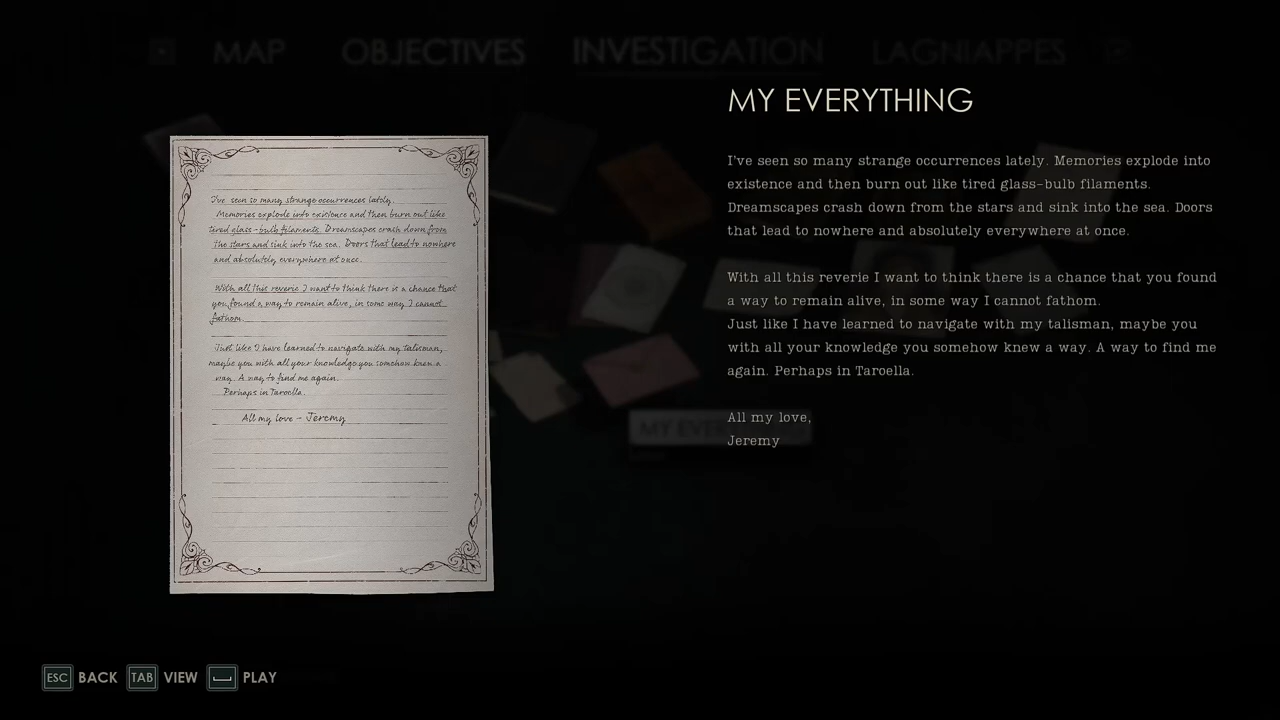 MAP
OBJECTIVES
INVESTIGATION
LAGNIAPPES
MY EVERYTHING
I've seen so many strange occurrences lately.
Memories explode into existence and then burn out like
tired glass-bulb filaments. Dreamscapes crash down from
the stars and sink into the sea. Doors that lead to nowhere
and absolutely everywhere at once.
With all this reverie I want to think there is a chance that
you found a way to remain alive, in some way I cannot
fathom.
Just like I have learned to navigate with my talisman,
maybe you with all your knowledge you somehow knew a
way. A way to find me again.
Perhaps in Taroella.
All my love - Jeremy
I've seen so many strange occurrences lately. Memories explode into
existence and then burn out like tired glass-bulb filaments.
Dreamscapes crash down from the stars and sink into the sea. Doors
that lead to nowhere and absolutely everywhere at once.
With all this reverie I want to think there is a chance that you found
a way to remain alive, in some way I cannot fathom.
Just like I have learned to navigate with my talisman, maybe you
with all your knowledge you somehow knew a way. A way to find me
again. Perhaps in Taroella.
All my love,
Jeremy
MY EVER
ESC BACK TAB VIEW PLAY